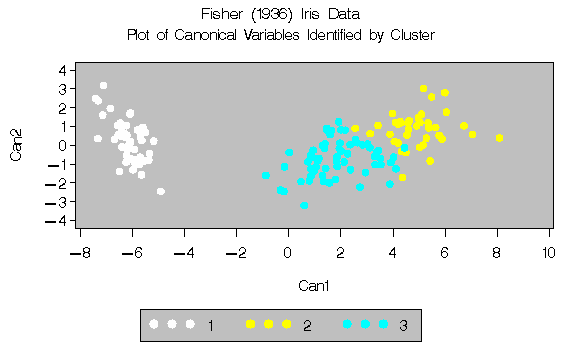 Fisher (1936) Iris Data
Plot of Canonical Variables Identified by Cluster
Can2
4
3
2
1
0
−1
−2
−3
−4
−8 −6 −4 −2 0 2 4 6 8 10
Can1
1 2 3